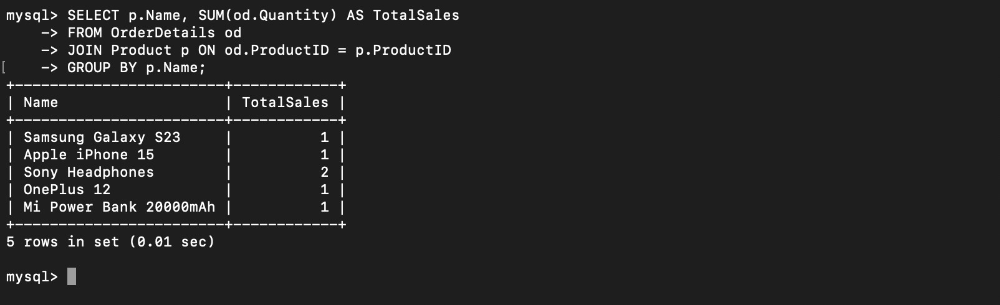 mysql> SELECT p.Name, SUM(od.Quantity) AS TotalSales
    -> FROM OrderDetails od
    -> JOIN Product p ON od.ProductID = p.ProductID
[    -> GROUP BY p.Name;
+------------------------+------------+
| Name                   | TotalSales |
+------------------------+------------+
| Samsung Galaxy S23     |          1 |
| Apple iPhone 15        |          1 |
| Sony Headphones        |          2 |
| OnePlus 12             |          1 |
| Mi Power Bank 20000mAh |          1 |
+------------------------+------------+
5 rows in set (0.01 sec)

mysql>